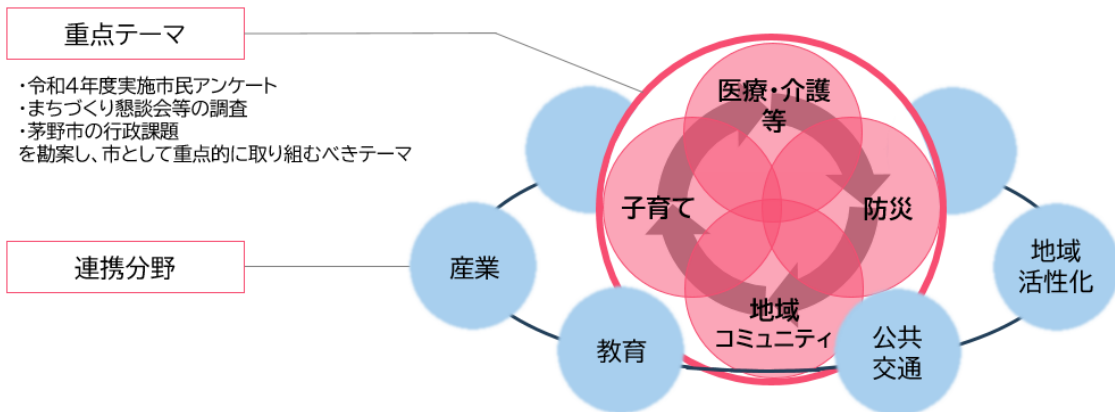 重点テーマ
・令和4年度実施市民アンケート
・まちづくり懇談会等の調査
・茅野市の行政課題
を勘案し、市として重点的に取り組むべきテーマ
医療・介護
等
子育て
防災
地域
コミュニティ
連携分野
産業
教育
公共
交通
地域
活性化